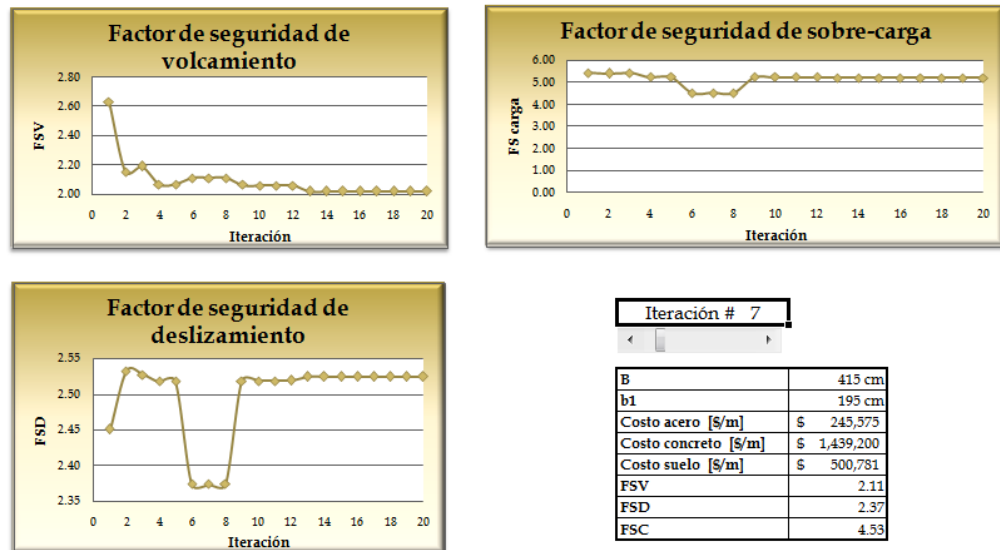 Factor de seguridad de
volcamiento
2.80
2.60
2.40
2.20
2.00
FSV
0 2 4 6 8 10 12 14 16 18 20
Iteración
Factor de seguridad de sobre-carga
6.00
5.00
4.00
3.00
2.00
1.00
0.00
FS carga
0 2 4 6 8 10 12 14 16 18 20
Iteración
Factor de seguridad de
deslizamiento
2.55
2.50
2.45
2.40
2.35
FSD
0 2 4 6 8 10 12 14 16 18 20
Iteración
Iteración # 7
B 415 cm
b1 195 cm
Costo acero [$/m] $ 245,575
Costo concreto [$/m] $ 1,439,200
Costo suelo [$/m] $ 500,781
FSV 2.11
FSD 2.37
FSC 4.53